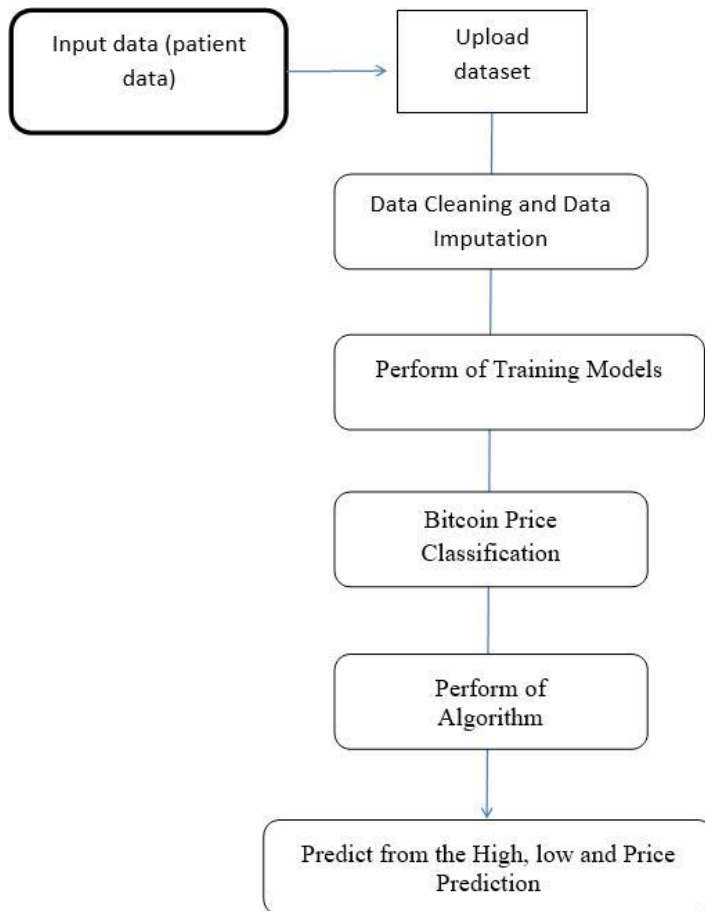 Input data (patient
data)
Upload
dataset
Data Cleaning and Data
Imputation
Perform of Training Models
Bitcoin Price
Classification
Perform of
Algorithm
Predict from the High, low and Price
Prediction